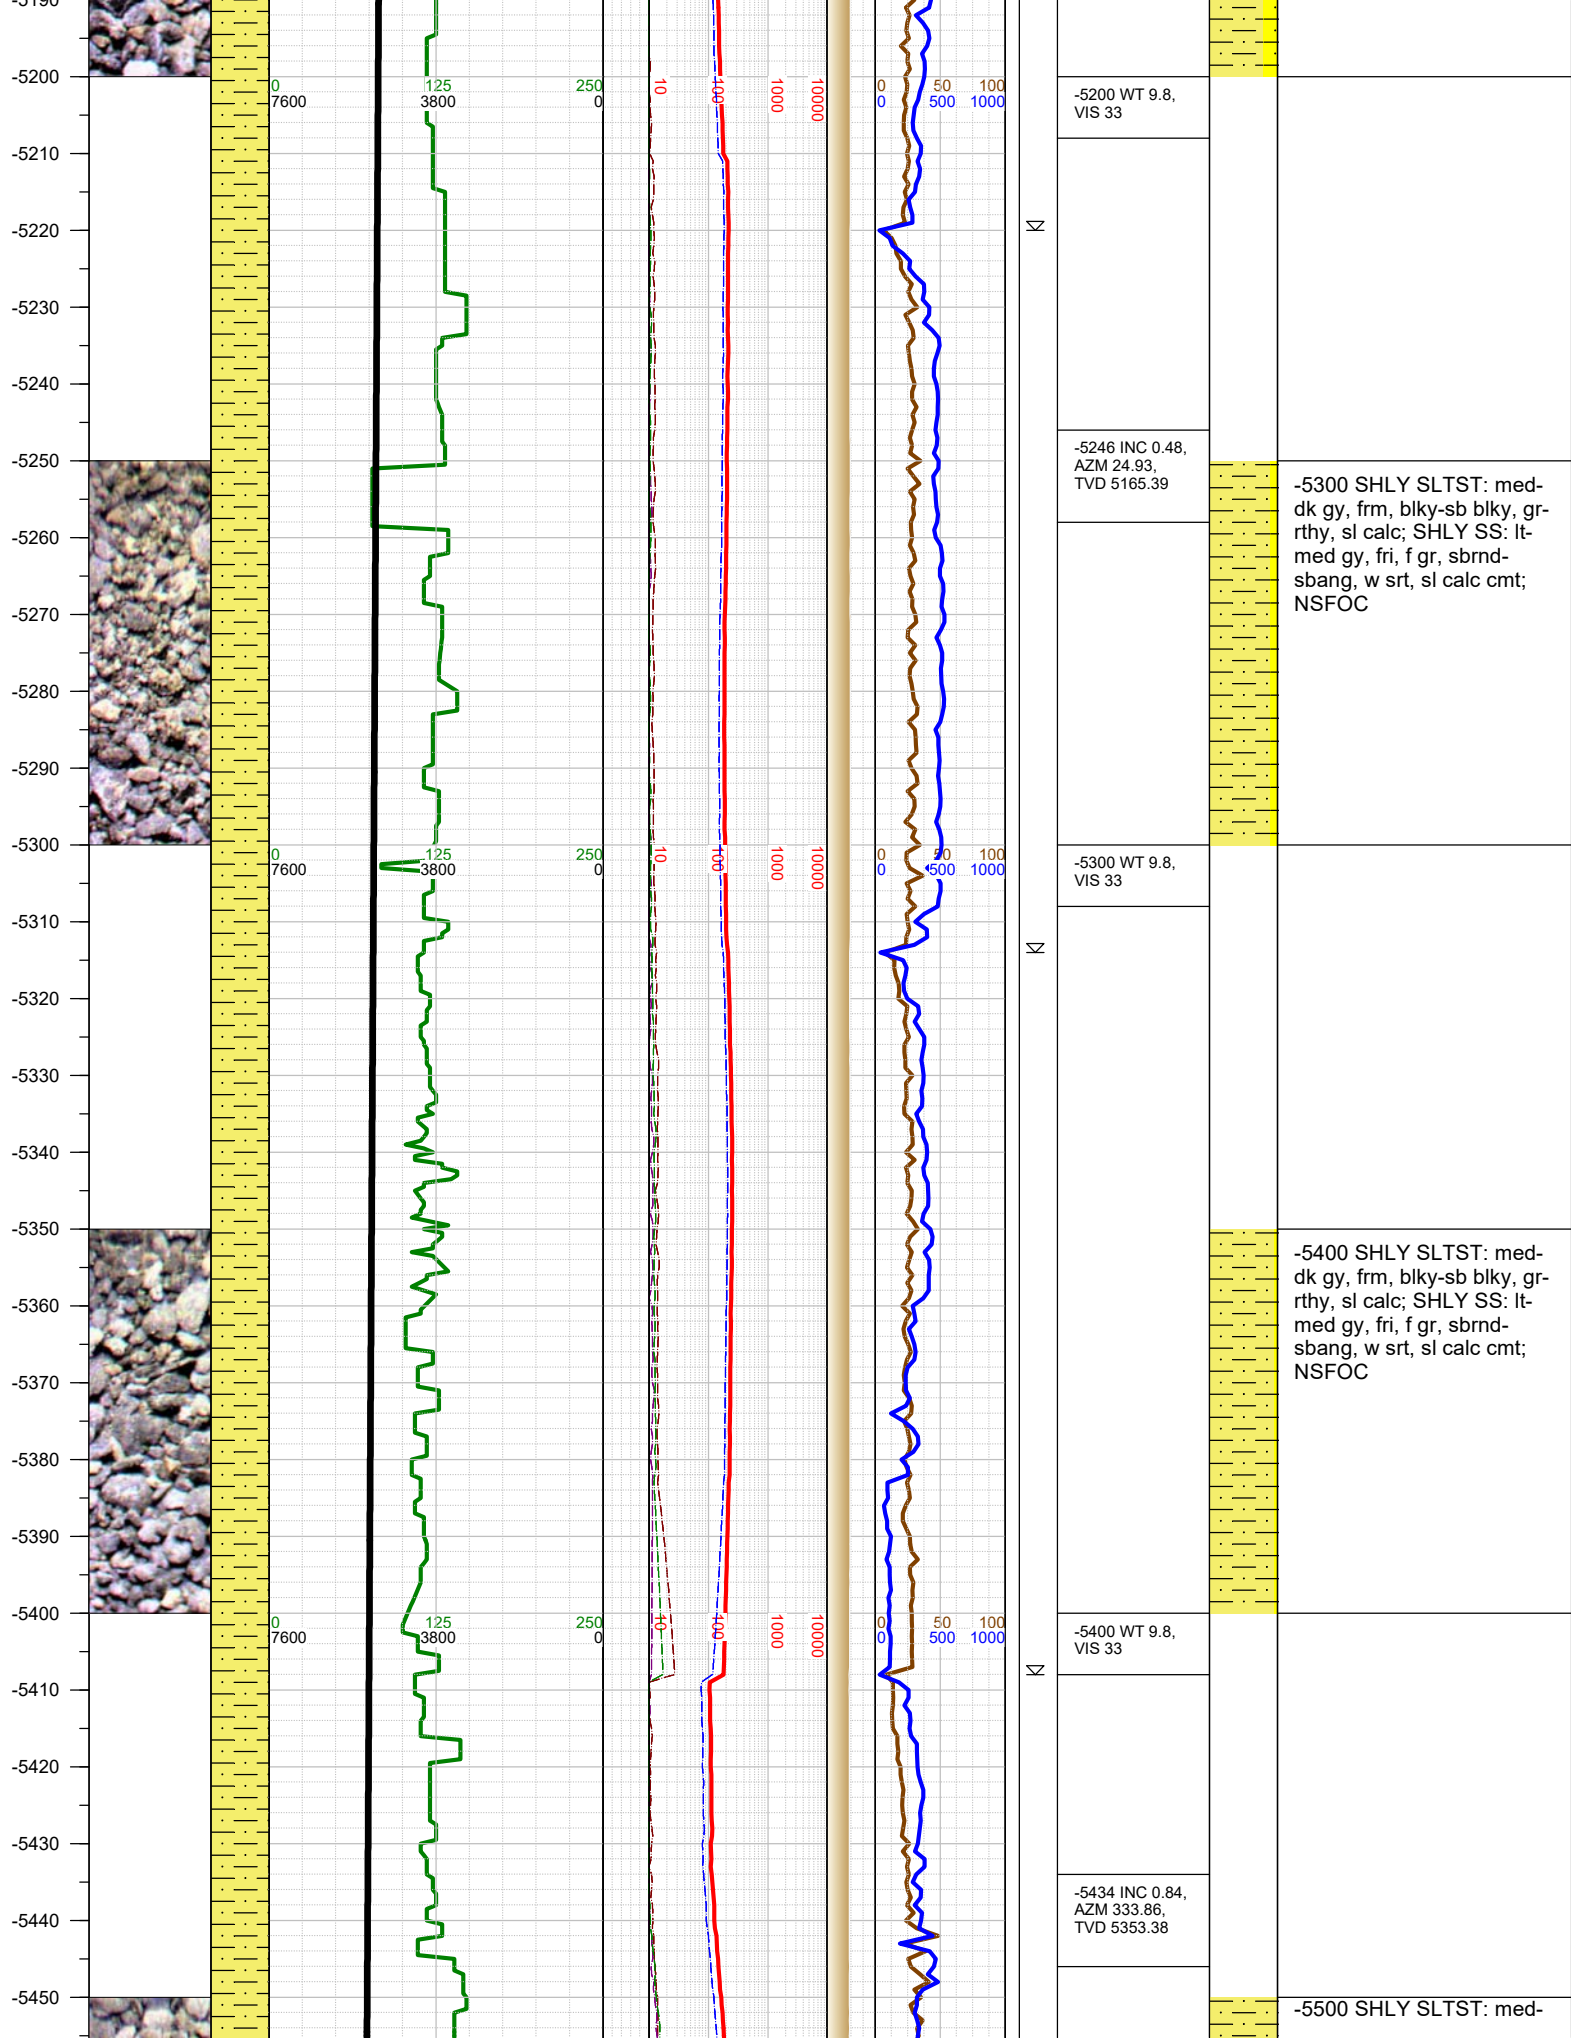 -5190
-5200
0 125 250
7600 3800 0
10 100 1000 10000
0 50 100
0 500 1000
-5200 WT 9.8,
VIS 33
-5210
-5220
-5230
-5240
-5246 INC 0.48,
AZM 24.93,
TVD 5165.39
-5250
-5300 SHLY SLTST: med-
dk gy, frm, blky-sb blky, gr-
rthy, sl calc; SHLY SS: lt-
med gy, fri, f gr, sbrnd-
sbang, w srt, sl calc cmt;
NSFOC
-5260
-5270
-5280
-5290
-5300
0 125 250
7600 3800 0
10 100 1000 10000
0 50 100
0 500 1000
-5300 WT 9.8,
VIS 33
-5310
-5320
-5330
-5340
-5350
-5400 SHLY SLTST: med-
dk gy, frm, blky-sb blky, gr-
rthy, sl calc; SHLY SS: lt-
med gy, fri, f gr, sbrnd-
sbang, w srt, sl calc cmt;
NSFOC
-5360
-5370
-5380
-5390
-5400
0 125 250
7600 3800 0
10 100 1000 10000
0 50 100
0 500 1000
-5400 WT 9.8,
VIS 33
-5410
-5420
-5430
-5434 INC 0.84,
AZM 333.86,
TVD 5353.38
-5440
-5450
-5500 SHLY SLTST: med-